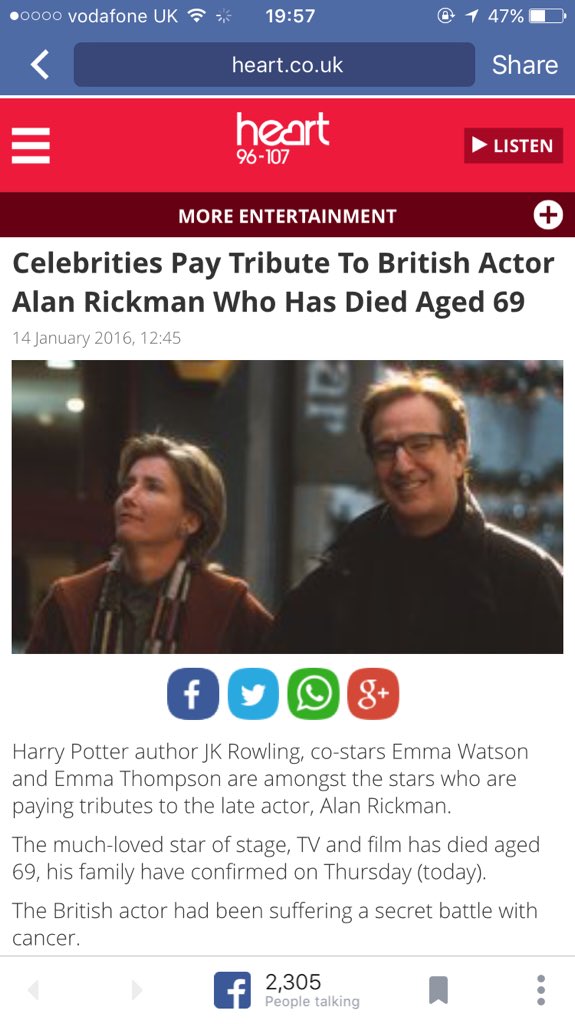 vodafone UK 19:57 47%
heart.co.uk Share
heart
96-107
LISTEN
MORE ENTERTAINMENT
Celebrities Pay Tribute To British Actor
Alan Rickman Who Has Died Aged 69
14 January 2016, 12:45
f g+
Harry Potter author JK Rowling, co-stars Emma Watson
and Emma Thompson are amongst the stars who are
paying tributes to the late actor, Alan Rickman.
The much-loved star of stage, TV and film has died aged
69, his family have confirmed on Thursday (today).
The British actor had been suffering a secret battle with
cancer.
f 2,305
People talking